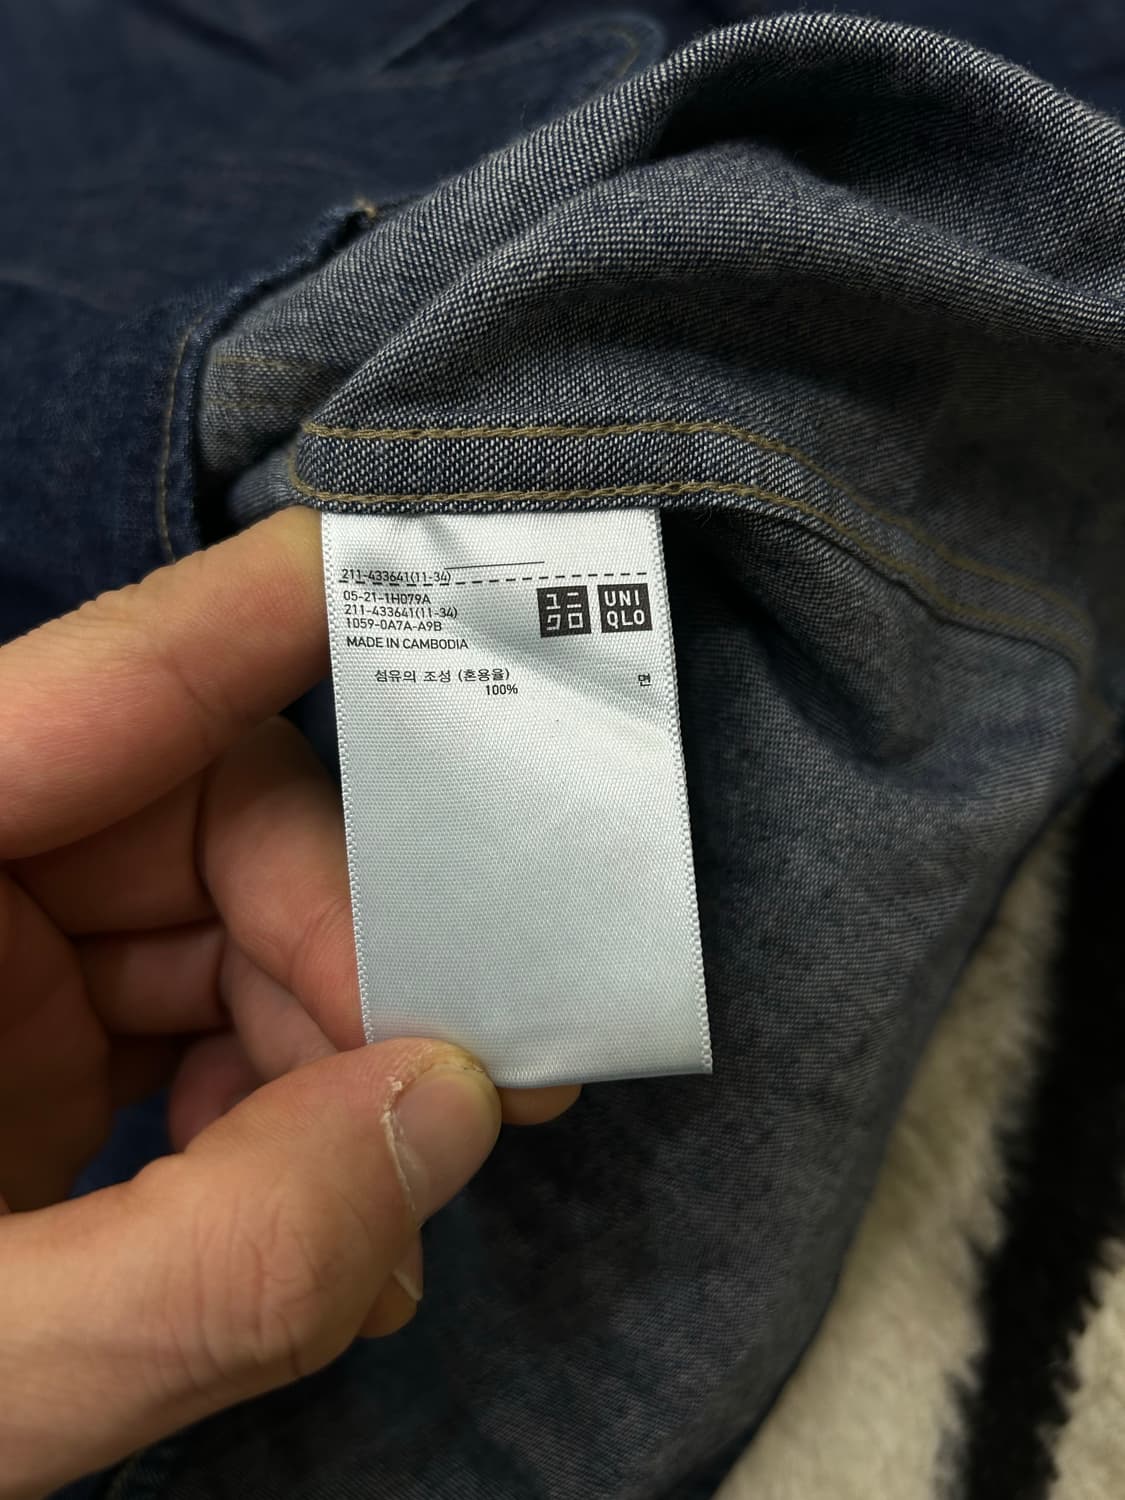 211-433641(11-34)
05-21-1H079A
211-433641(11-34)
1059-0A7A-A9B
MADE IN CAMBODIA
ユニ
クロ
UNI
QLO
섬유의 조성 (혼용율)
면
100%